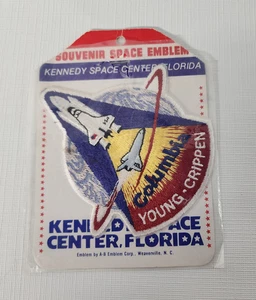 SOUVENIR SPACE EMBLEM
KENNEDY SPACE CENTER, FLORIDA
Columbia
YOUNG · CRIPPEN
KENNEDY SPACE
CENTER, FLORIDA
Emblem by A-B Emblem Corp., Weaverville, N. C.